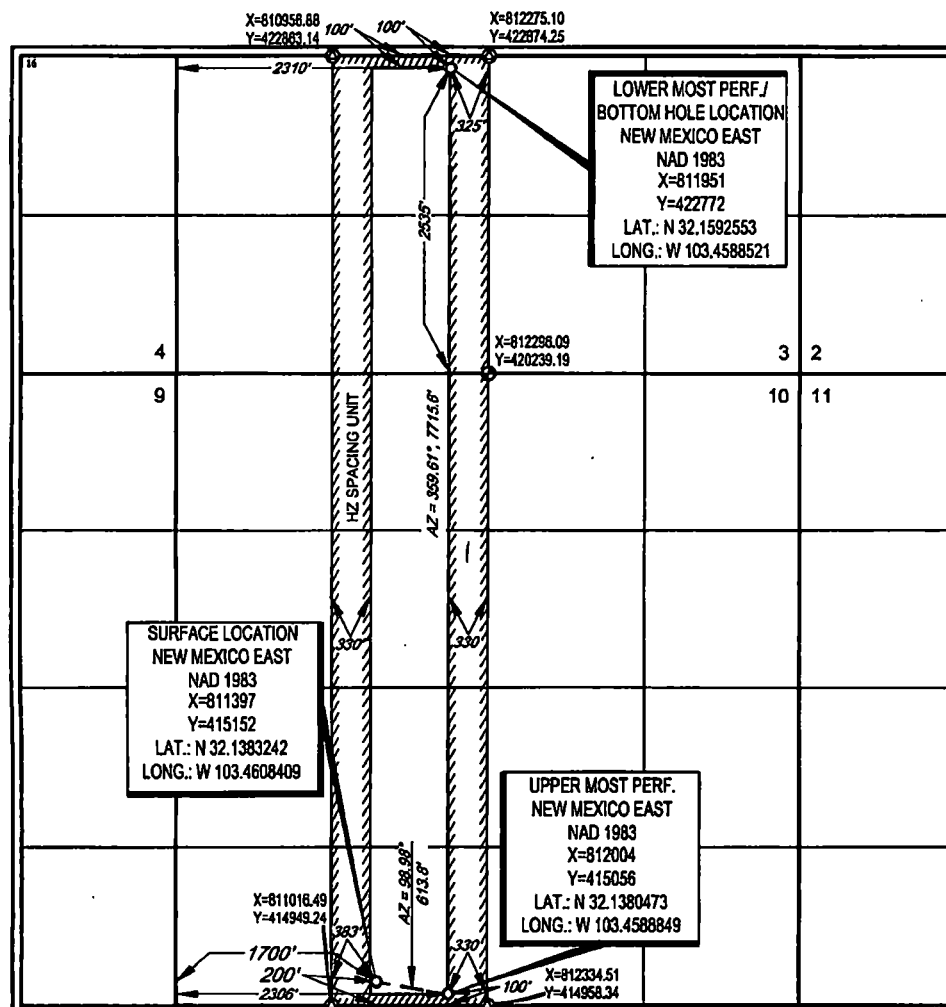 X=810958.88
Y=422863.14
100'
100'
X=812275.10
Y=422874.25
16
2310'
325'
LOWER MOST PERF./
BOTTOM HOLE LOCATION
NEW MEXICO EAST
NAD 1983
X=811951
Y=422772
LAT.: N 32.1592553
LONG.: W 103.4588521
2535'
X=812298.09
Y=420239.19
4
3
2
9
10
11
HZ SPACING UNIT
AZ = 359.61°, 7715.6'
330'
330'
SURFACE LOCATION
NEW MEXICO EAST
NAD 1983
X=811397
Y=415152
LAT.: N 32.1383242
LONG.: W 103.4608409
UPPER MOST PERF.
NEW MEXICO EAST
NAD 1983
X=812004
Y=415056
LAT.: N 32.1380473
LONG.: W 103.4588849
AZ = 98.98°
613.8'
X=811016.49
Y=414949.24
383'
1700'
200'
2306'
330'
100'
X=812334.51
Y=414958.34